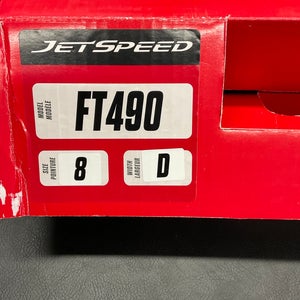 JETSPEED
MODEL
MODÈLE
FT490
SIZE
POINTURE
8
WIDTH
LARGEUR
D